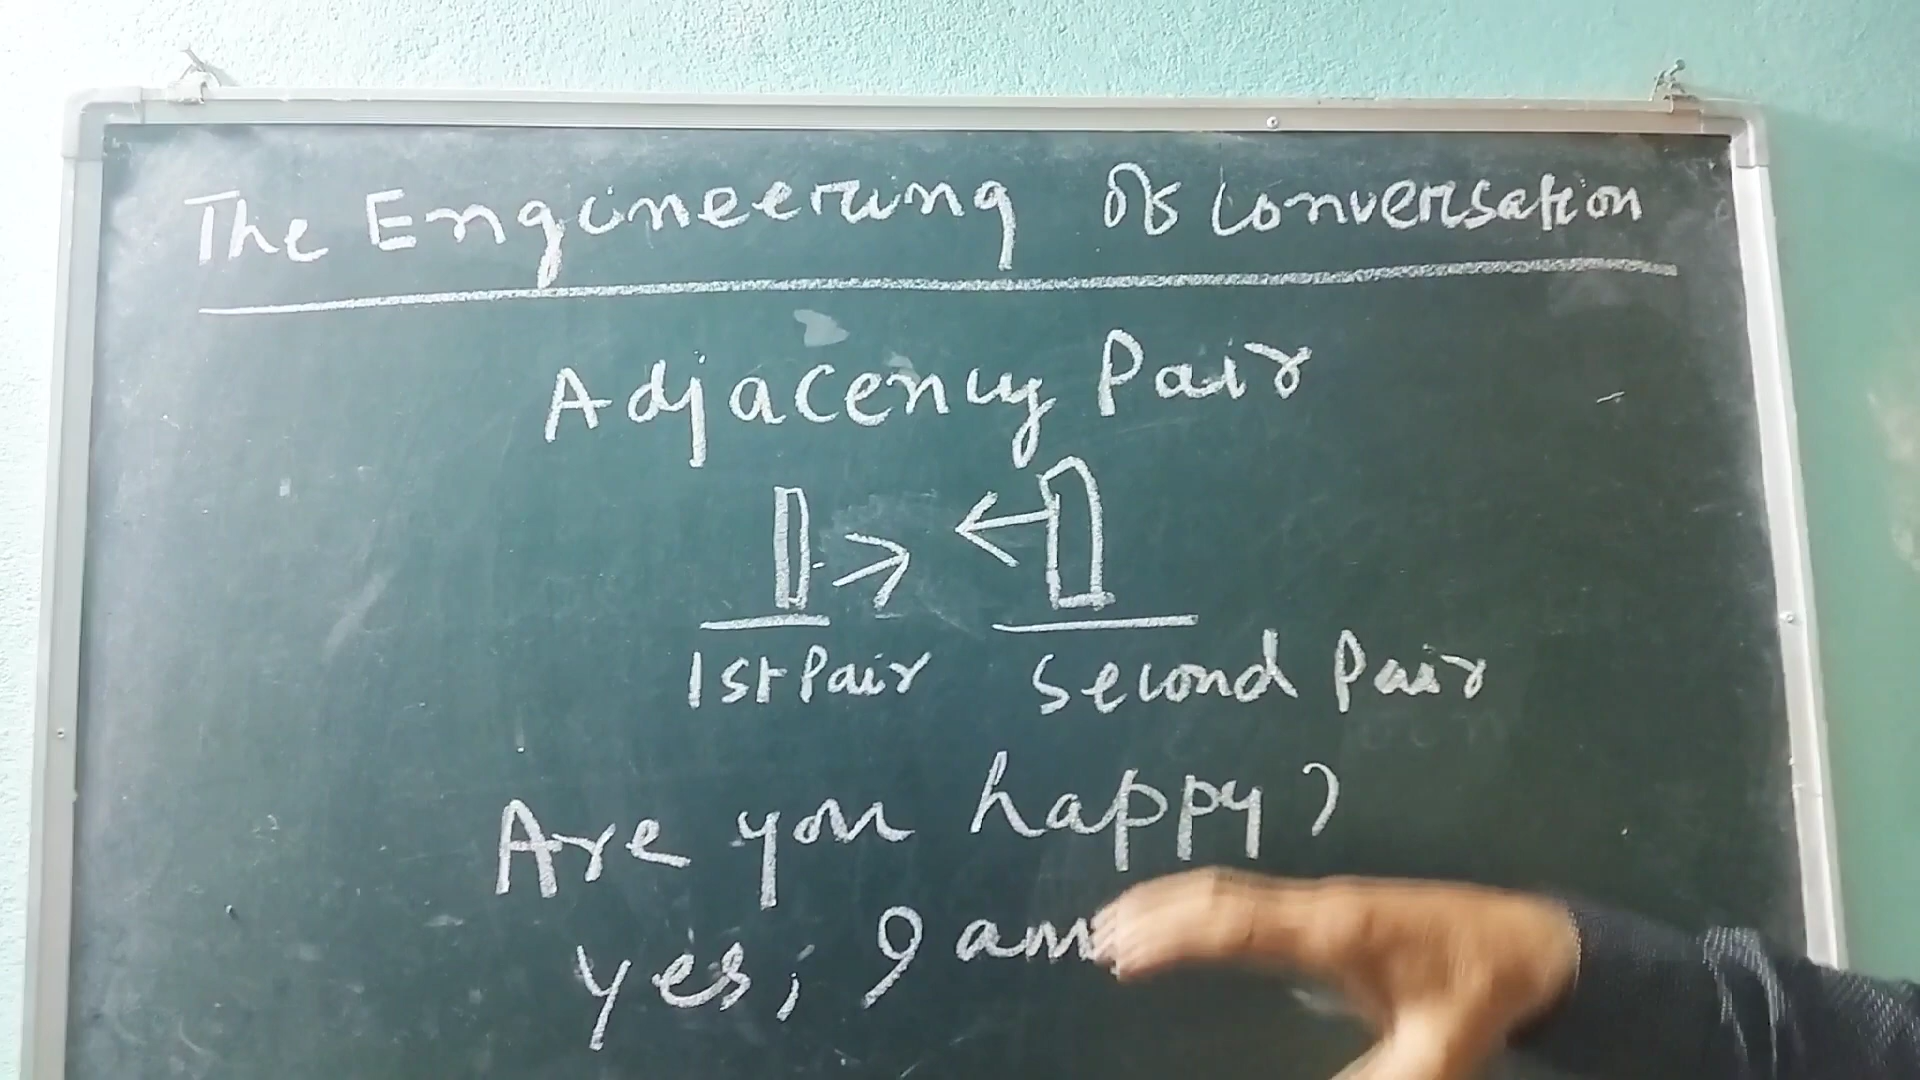 The Engineering Of Conversation
Adjacency Pair
1st Pair Second Pair
Are you happy?
Yes, I am